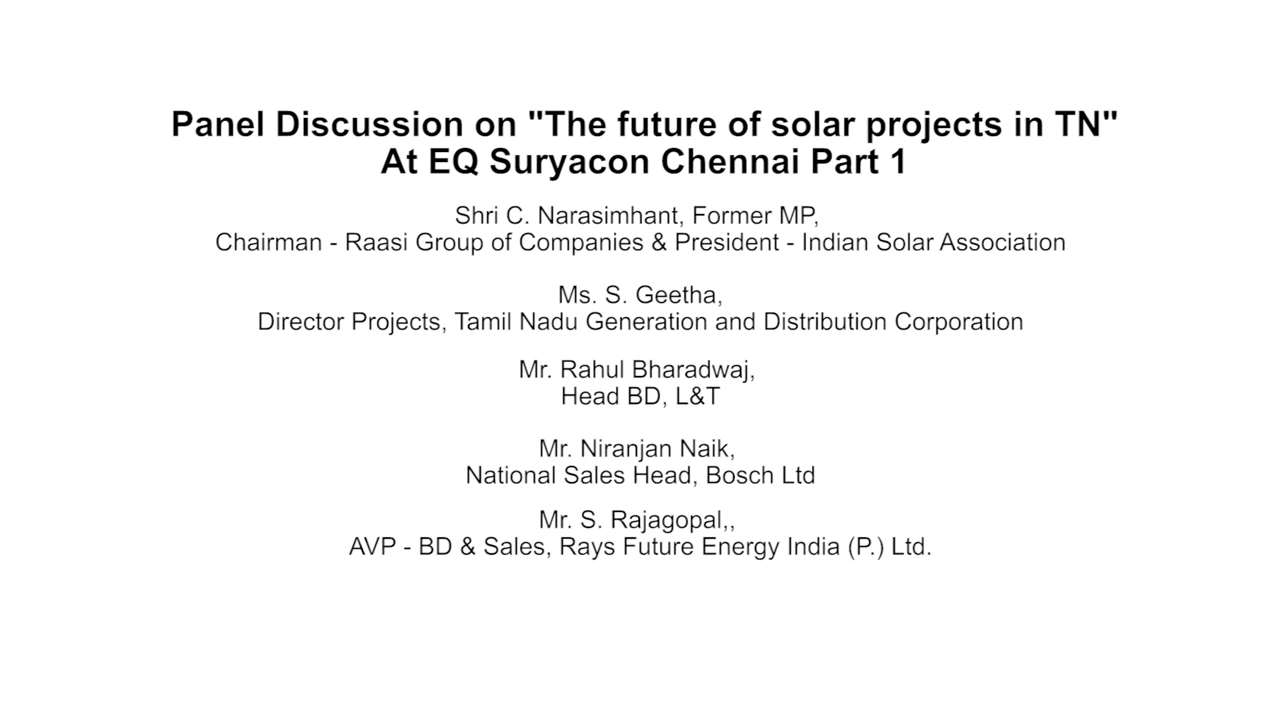 Panel Discussion on "The future of solar projects in TN"
At EQ Suryacon Chennai Part 1
Shri C. Narasimhant, Former MP,
Chairman - Raasi Group of Companies & President - Indian Solar Association
Ms. S. Geetha,
Director Projects, Tamil Nadu Generation and Distribution Corporation
Mr. Rahul Bharadwaj,
Head BD, L&T
Mr. Niranjan Naik,
National Sales Head, Bosch Ltd
Mr. S. Rajagopal,,
AVP - BD & Sales, Rays Future Energy India (P.) Ltd.